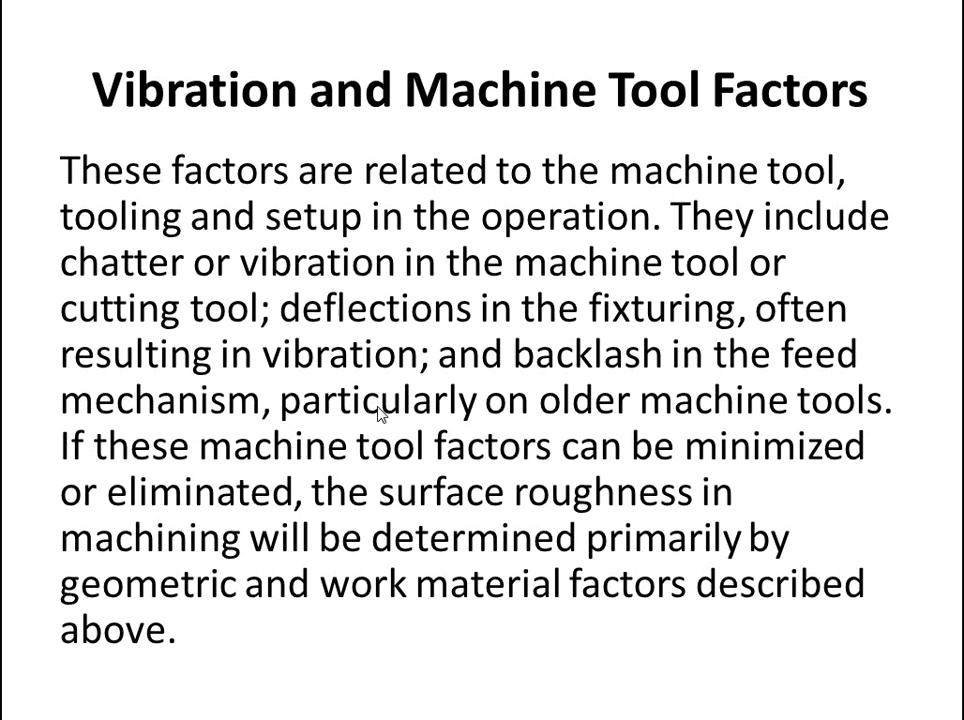 Vibration and Machine Tool Factors
These factors are related to the machine tool,
tooling and setup in the operation. They include
chatter or vibration in the machine tool or
cutting tool; deflections in the fixturing, often
resulting in vibration; and backlash in the feed
mechanism, particularly on older machine tools.
If these machine tool factors can be minimized
or eliminated, the surface roughness in
machining will be determined primarily by
geometric and work material factors described
above.